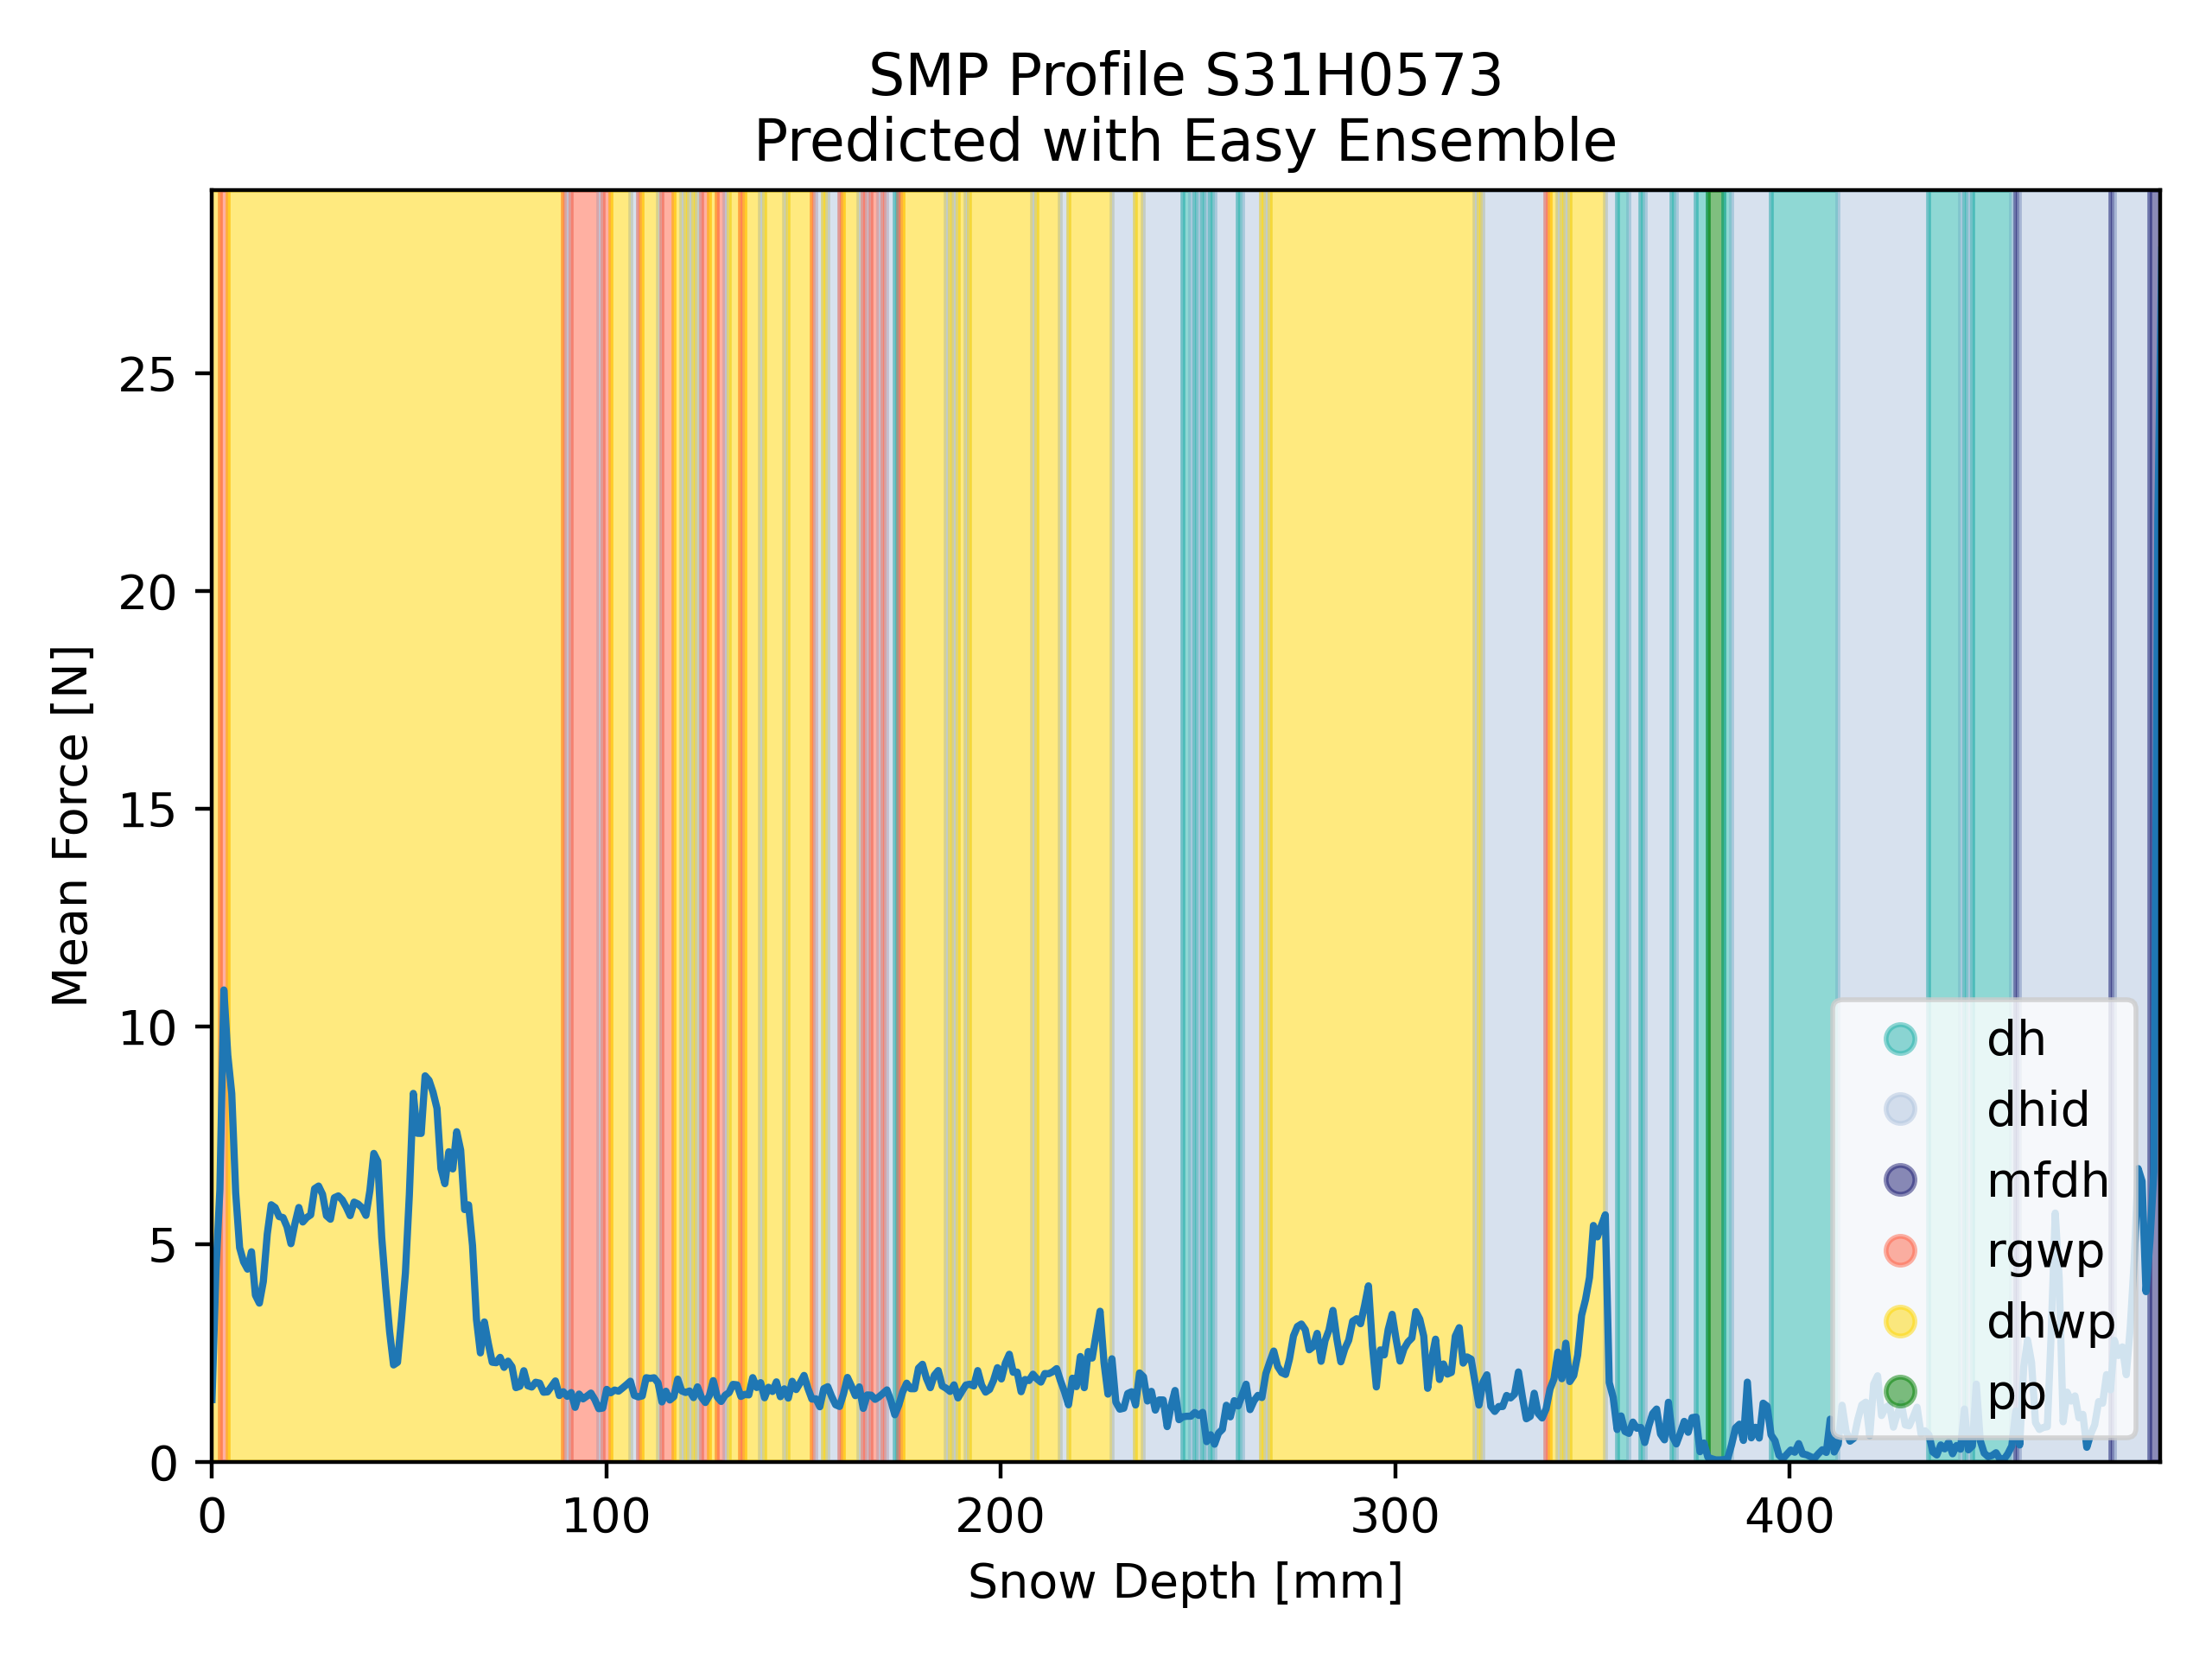 SMP Profile S31H0573
Predicted with Easy Ensemble
Mean Force [N]
25
20
15
10
5
0
0
100
200
300
400
Snow Depth [mm]
dh
dhid
mfdh
rgwp
dhwp
pp